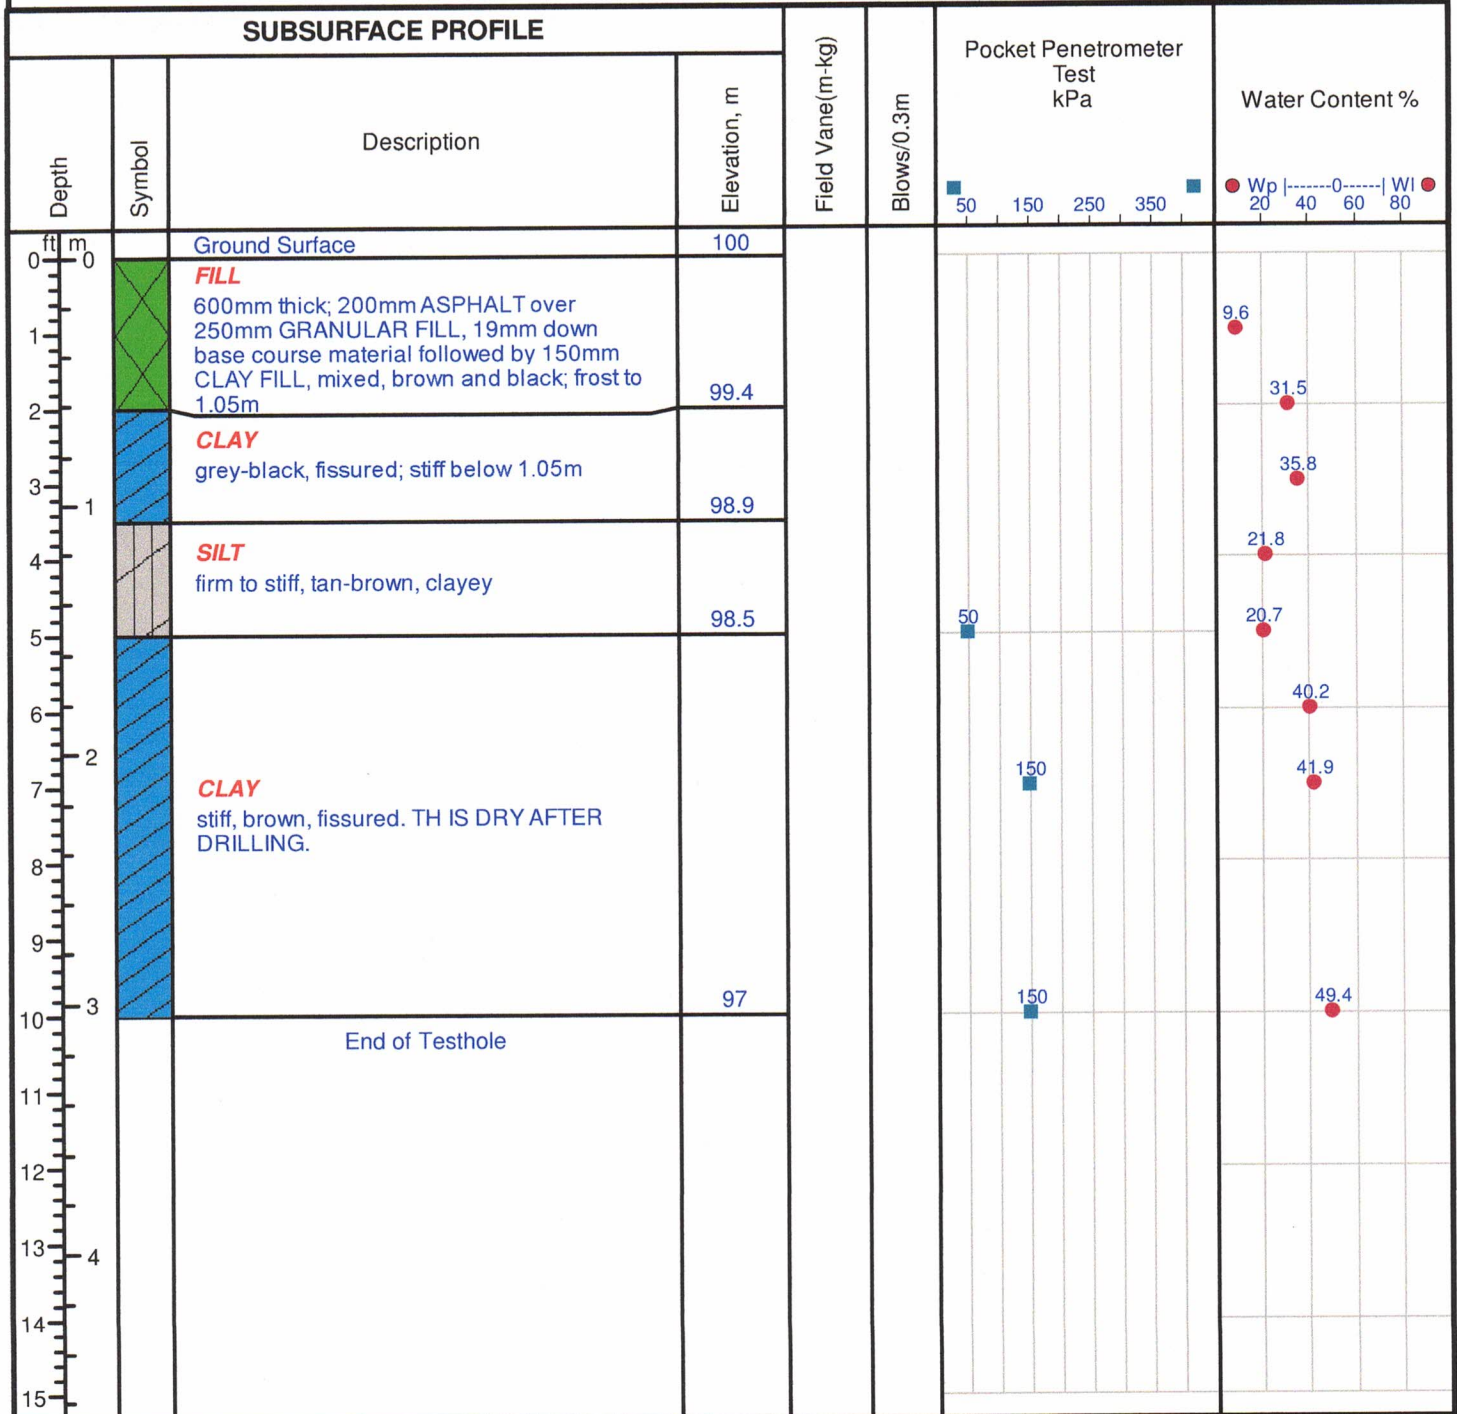 SUBSURFACE PROFILE
Depth
Symbol
Description
Elevation, m
Field Vane(m-kg)
Blows/0.3m
Pocket Penetrometer
Test
kPa
50 150 250 350
Water Content %
Wp |-------0------| Wl
20 40 60 80
ft m
Ground Surface
100
0 0
FILL
600mm thick; 200mm ASPHALT over
250mm GRANULAR FILL, 19mm down
base course material followed by 150mm
CLAY FILL, mixed, brown and black; frost to
1.05m
99.4
9.6
1
31.5
2
CLAY
grey-black, fissured; stiff below 1.05m
98.9
35.8
3
1
21.8
SILT
firm to stiff, tan-brown, clayey
98.5
4
50
20.7
5
40.2
6
2
150
41.9
7
CLAY
stiff, brown, fissured. TH IS DRY AFTER
DRILLING.
8
9
97
150
49.4
3
10
End of Testhole
11
12
13
4
14
15